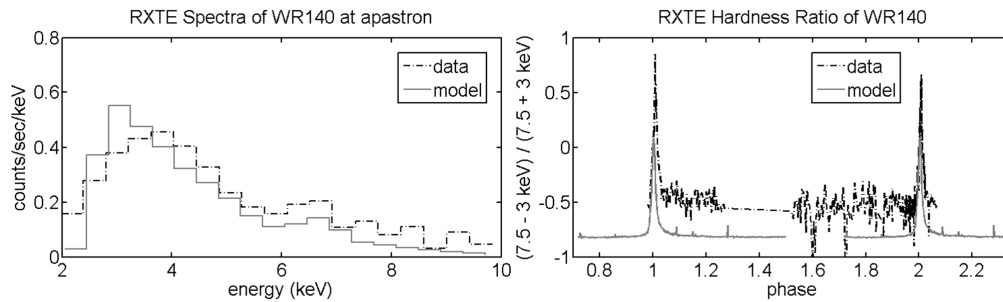 RXTE Spectra of WR140 at apastron
counts/sec/keV
0.8
0.6
0.4
0.2
0
data
model
2
4
6
8
10
energy (keV)
RXTE Hardness Ratio of WR140
(7.5 - 3 keV) / (7.5 + 3 keV)
1
0.5
0
-0.5
-1
data
model
0.8
1
1.2
1.4
1.6
1.8
2
2.2
phase